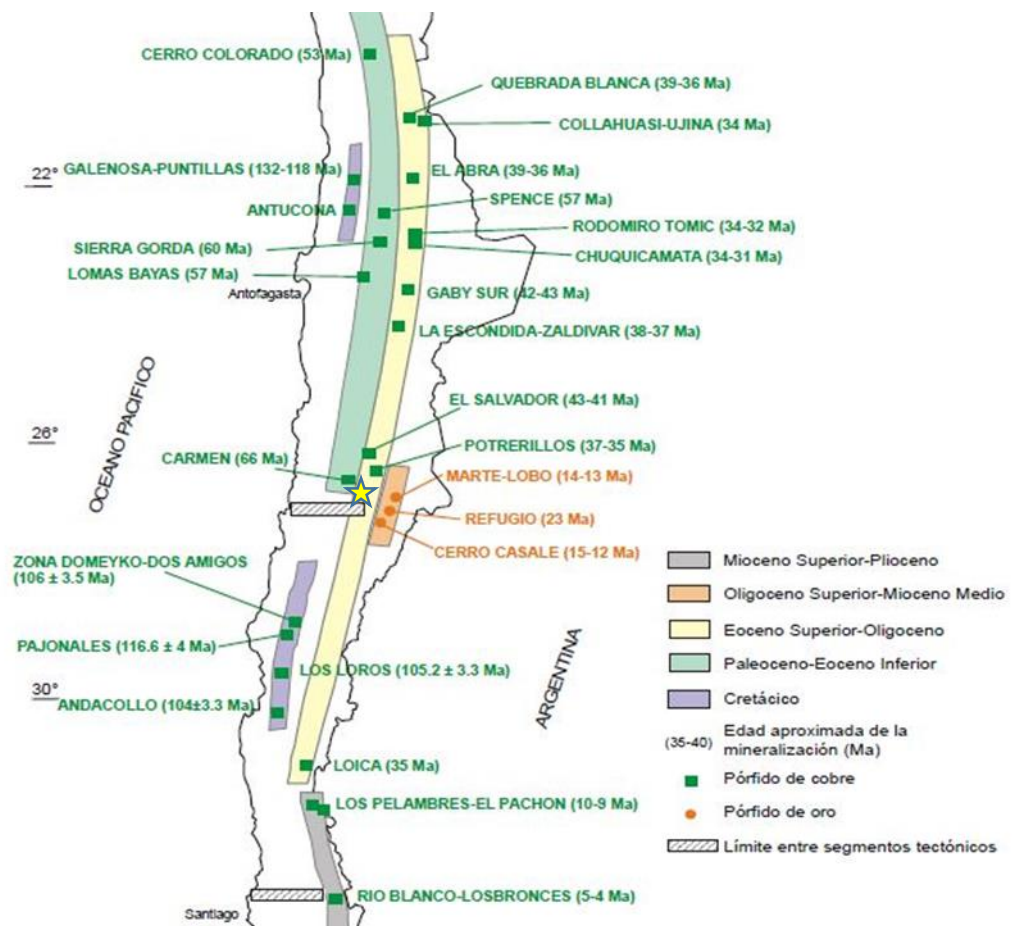 CERRO COLORADO (53 Ma)
QUEBRADA BLANCA (39-36 Ma)
COLLAHUASI-UJINA (34 Ma)
GALENOSA-PUNTILLAS (132-118 Ma)
22°
EL ABRA (39-36 Ma)
SPENCE (57 Ma)
ANTUCONA
RODOMIRO TOMIC (34-32 Ma)
SIERRA GORDA (60 Ma)
CHUQUICAMATA (34-31 Ma)
LOMAS BAYAS (57 Ma)
Antofagasta
GABY SUR (42-43 Ma)
LA ESCONDIDA-ZALDIVAR (38-37 Ma)
OCEANO PACIFICO
EL SALVADOR (43-41 Ma)
26°
POTRERILLOS (37-35 Ma)
CARMEN (66 Ma)
MARTE-LOBO (14-13 Ma)
REFUGIO (23 Ma)
CERRO CASALE (15-12 Ma)
ZONA DOMEYKO-DOS AMIGOS
(106 ± 3.5 Ma)
PAJONALES (116.6 ± 4 Ma)
LOS LOROS (105.2 ± 3.3 Ma)
30°
ANDACOLLO (104±3.3 Ma)
ARGENTINA
LOICA (35 Ma)
LOS PELAMBRES-EL PACHON (10-9 Ma)
RIO BLANCO-LOSBRONCES (5-4 Ma)
Santiago
Mioceno Superior-Plioceno
Oligoceno Superior-Mioceno Medio
Eoceno Superior-Oligoceno
Paleoceno-Eoceno Inferior
Cretácico
(35-40) Edad aproximada de la
mineralización (Ma)
Pórfido de cobre
Pórfido de oro
Límite entre segmentos tectónicos